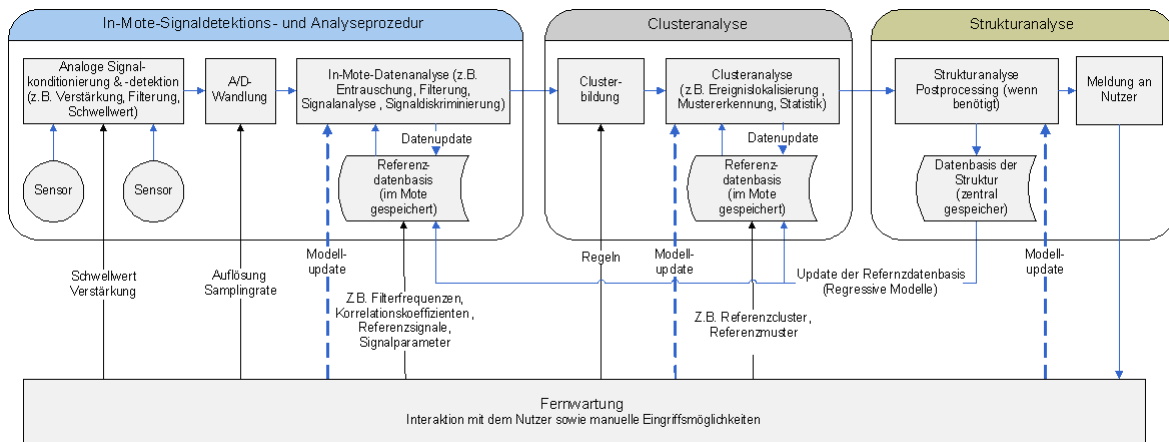 In-Mote-Signaldetektions- und Analyseprozedur
Clusteranalyse
Strukturanalyse
Analoge Signal-
konditionierung & -detektion
(z.B. Verstärkung, Filterung,
Schwellwert)
A/D-
Wandlung
In-Mote-Datenanalyse (z.B.
Entrauschung, Filterung,
Signalanalyse , Signaldiskriminierung)
Cluster-
bildung
Clusteranalyse
(z.B. Ereignislokalisierung ,
Mustererkennung, Statistik)
Strukturanalyse
Postprocessing (wenn
benötigt)
Meldung an
Nutzer
Datenupdate
Datenupdate
Sensor
Sensor
Referenz-
datenbasis
(im Mote
gespeichert)
Referenz-
datenbasis
(im Mote
gespeichert)
Datenbasis der
Struktur
(zentral
gespeicher)
Schwellwert
Verstärkung
Auflösung
Samplingrate
Modell-
update
Z.B. Filterfrequenzen,
Korrelationskoeffizienten ,
Referenzsignale,
Signalparameter
Regeln
Modell-
update
Z.B. Referenzcluster ,
Referenzmuster
Update der Refernzdatenbasis
(Regressive Modelle)
Modell-
update
Fernwartung
Interaktion mit dem Nutzer sowie manuelle Eingriffsmöglichkeiten